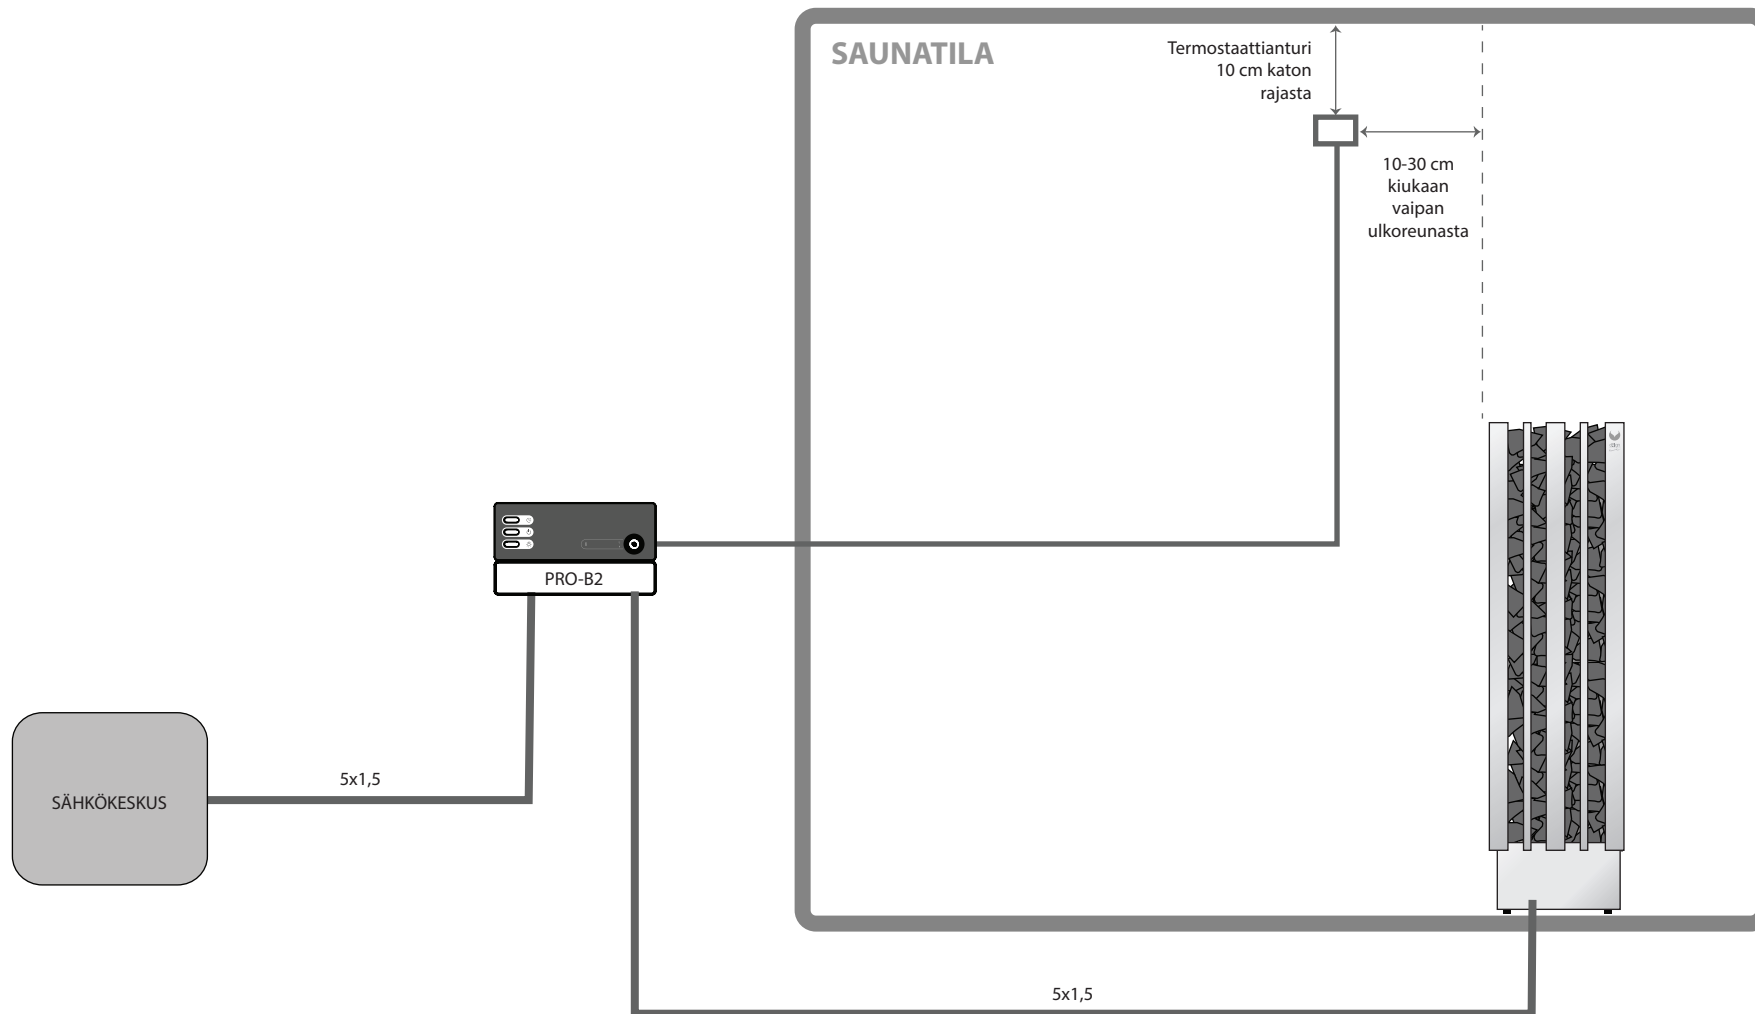 SAUNATILA
Termostaattianturi
10 cm katon
rajasta
10-30 cm
kiukaan
vaipan
ulkoreunasta
PRO-B2
SÄHKÖKESKUS
5x1,5
5x1,5